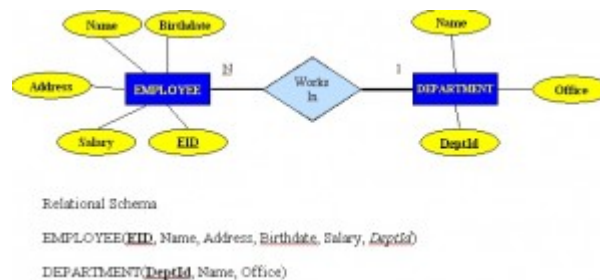 Name
Birthdate
Name
N
1
Address
EMPLOYEE
Works
In
DEPARTMENT
Office
Salary
EID
DeptId
Relational Schema
EMPLOYEE(EID, Name, Address, Birthdate, Salary, DeptId)
DEPARTMENT(DeptId, Name, Office)